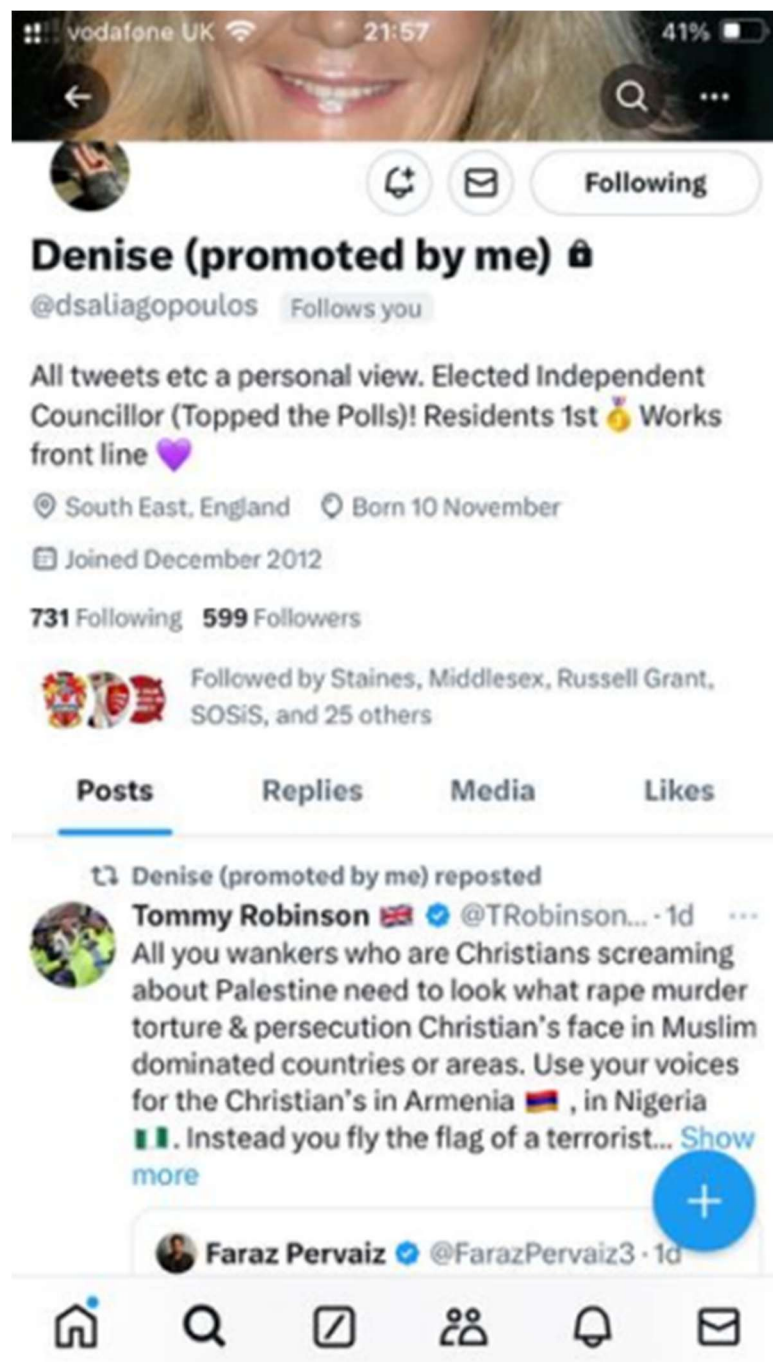 vodafone UK 21:57 41%
Following
Denise (promoted by me)
@dsaliagopoulos Follows you
All tweets etc a personal view. Elected Independent
Councillor (Topped the Polls)! Residents 1st 🏅 Works
front line 💜
South East, England Born 10 November
Joined December 2012
731 Following 599 Followers
Followed by Staines, Middlesex, Russell Grant,
SOSiS, and 25 others
Posts Replies Media Likes
Denise (promoted by me) reposted
Tommy Robinson 🇬🇧 @TRobinson... · 1d ...
All you wankers who are Christians screaming
about Palestine need to look what rape murder
torture & persecution Christian's face in Muslim
dominated countries or areas. Use your voices
for the Christian's in Armenia 🇦🇲 , in Nigeria
🇳🇬. Instead you fly the flag of a terrorist... Show
more
Faraz Pervaiz @FarazPervaiz3 · 1d